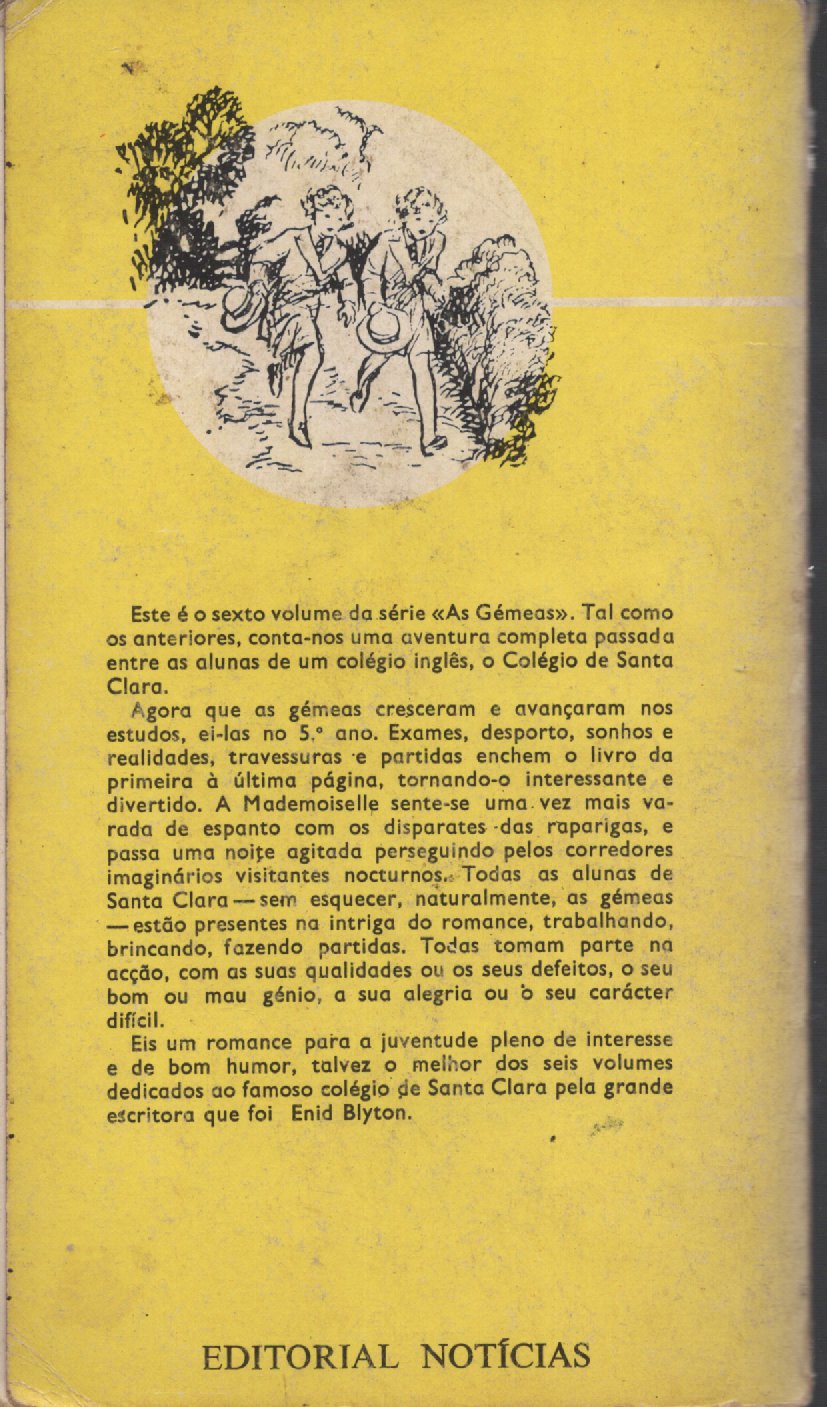 Este é o sexto volume da série «As Gémeas». Tal como
os anteriores, conta-nos uma aventura completa passada
entre as alunas de um colégio inglês, o Colégio de Santa
Clara.
Agora que as gémeas cresceram e avançaram nos
estudos, ei-las no 5.º ano. Exames, desporto, sonhos e
realidades, travessuras e partidas enchem o livro da
primeira à última página, tornando-o interessante e
divertido. A Mademoiselle sente-se uma vez mais va-
rada de espanto com os disparates das raparigas, e
passa uma noite agitada perseguindo pelos corredores
imaginários visitantes nocturnos. Todas as alunas de
Santa Clara — sem esquecer, naturalmente, as gémeas
— estão presentes na intriga do romance, trabalhando,
brincando, fazendo partidas. Todas tomam parte na
acção, com as suas qualidades ou os seus defeitos, o seu
bom ou mau génio, a sua alegria ou o seu carácter
difícil.
Eis um romance para a juventude pleno de interesse
e de bom humor, talvez o melhor dos seis volumes
dedicados ao famoso colégio de Santa Clara pela grande
escritora que foi Enid Blyton.
EDITORIAL NOTÍCIAS